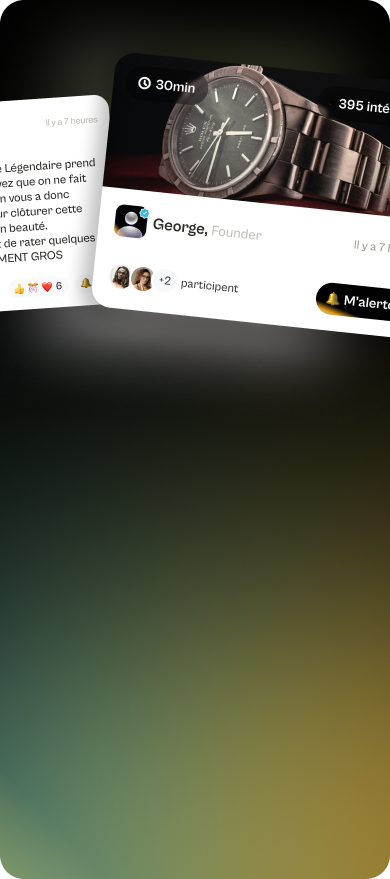 30min
395 inté
Il y a 7 heures
e Légendaire prend
vez que on ne fait
n vous a donc
ur clôturer cette
n beauté.
t de rater quelques
MENT GROS
6
ROLEX
George, Founder
Il y a 7 h
+2 participent
M'alerte